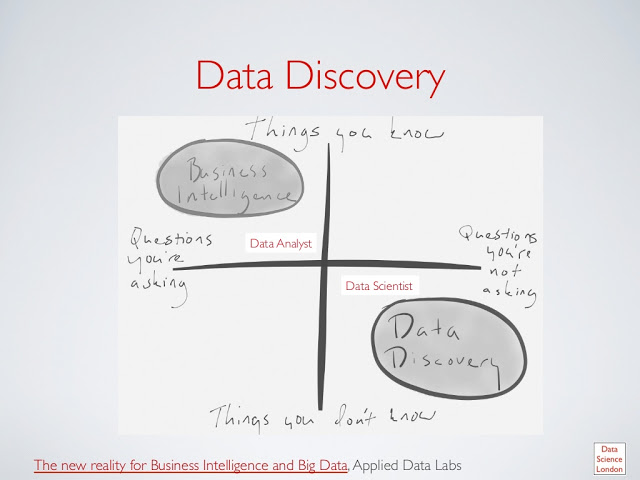 Data Discovery
Things you know
Business
Intelligence
Questions
you're
asking
Data Analyst
Questions
you're
not
asking
Data Scientist
Data
Discovery
Things you don't know
The new reality for Business Intelligence and Big Data, Applied Data Labs
Data
Science
London